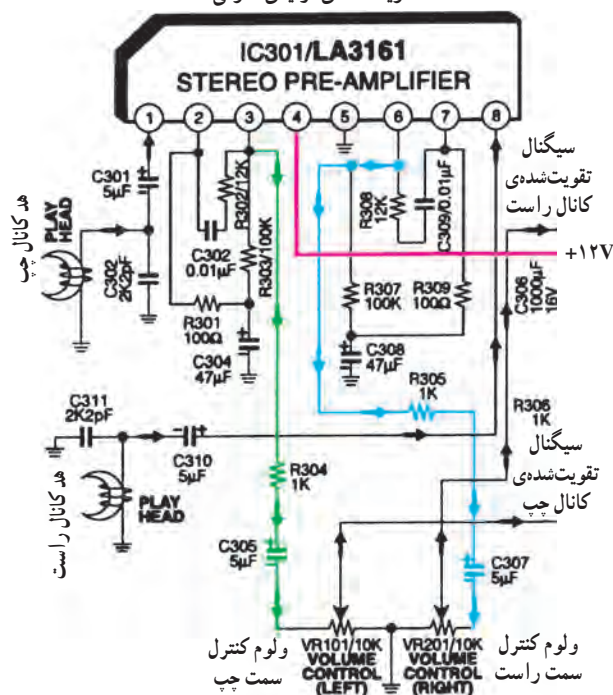 IC301/LA3161
STEREO PRE-AMPLIFIER
1 2 3 4 5 6 7 8
سیگنال
تقویت‌شده‌ی
کانال راست
+۱۲V
C301
5µF
PLAY
HEAD
هد کانال چپ
C302
2K2pF
R302/12K
C302
0.01µF
R303/100K
R301
100Ω
C304
47µF
R308
12K
C309/0.01µF
R307
100K
R309
100Ω
C308
47µF
C306
1000µF
16V
R305
1K
R306
1K
C311
2K2pF
C310
5µF
PLAY
HEAD
هد کانال راست
R304
1K
سیگنال
تقویت‌شده‌ی
کانال چپ
C305
5µF
C307
5µF
ولوم کنترل
سمت چپ
VR101/10K
VOLUME
CONTROL
(LEFT)
VR201/10K
VOLUME
CONTROL
(RIGHT)
ولوم کنترل
سمت راست